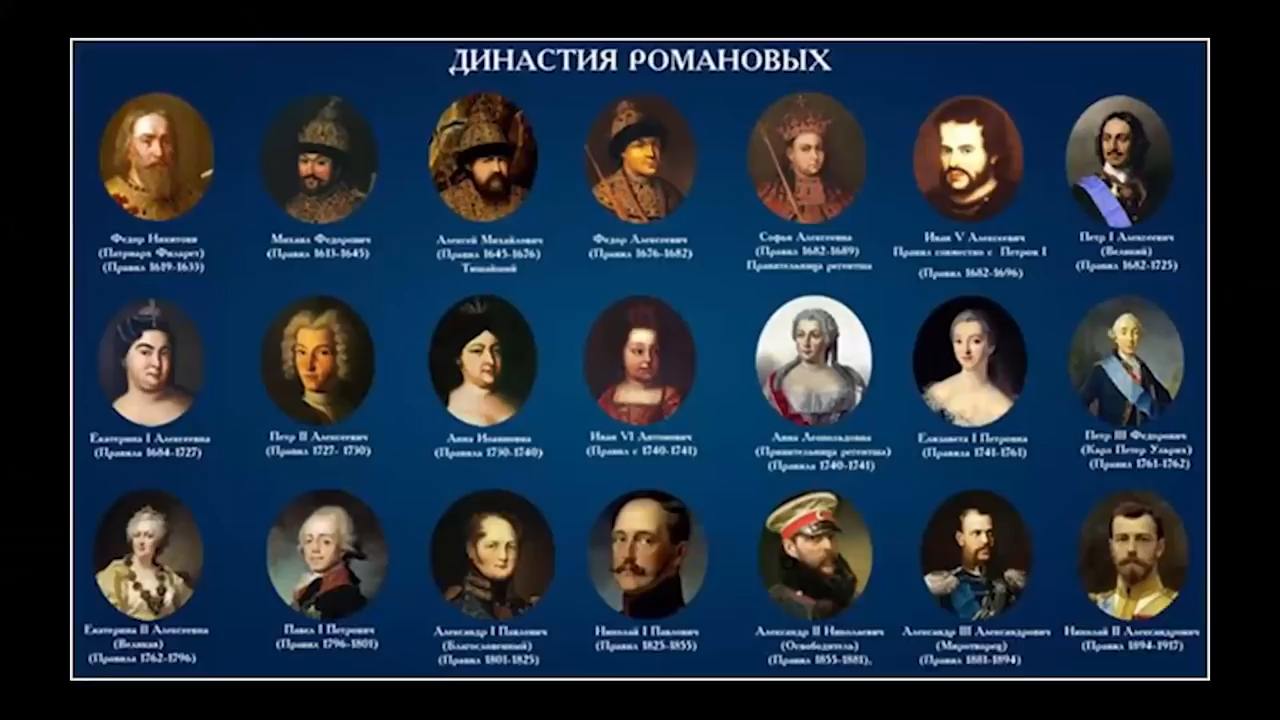 ДИНАСТИЯ РОМАНОВЫХ
Федор Никитови
(Патриарх Филарет)
(Правил 1619-1633)
Михаил Федорович
(Правил 1613-1645)
Алексей Михайлович
(Правил 1645-1676)
Тишайший
Федор Алексеевич
(Правил 1676-1682)
Софья Алексеевна
(Правила 1682-1689)
Правительница регентша
Иван V Алексеевич
Правил совместно с Петром I
(Правил 1682-1696)
Петр I Алексеевич
(Великий)
(Правил 1682-1725)
Екатерина I Алексеевна
(Правила 1684-1727)
Петр II Алексеевич
(Правил 1727- 1730)
Анна Иоанновна
(Правила 1730-1740)
Иван VI Антонович
(Правил с 1740-1741)
Анна Леопольдовна
(Правительница регентша)
(Правила 1740-1741)
Елизавета I Петровна
(Правила 1741-1761)
Петр III Федорович
(Карл Петер Ульрих)
(Правил 1761-1762)
Екатерина II Алексеевна
(Великая)
(Правила 1762-1796)
Павел I Петрович
(Правил 1796-1801)
Александр I Павлович
(Благословенный)
(Правил 1801-1825)
Николай I Павлович
(Правил 1825-1855)
Александр II Николаевич
(Освободитель)
(Правил 1855-1881).
Александр III Александрович
(Миротворец)
(Правил 1881-1894)
Николай II Александрович
(Правил 1894-1917)